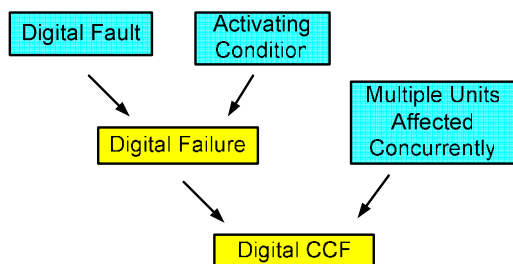 Digital Fault
Activating
Condition
Multiple Units
Affected
Concurrently
Digital Failure
Digital CCF